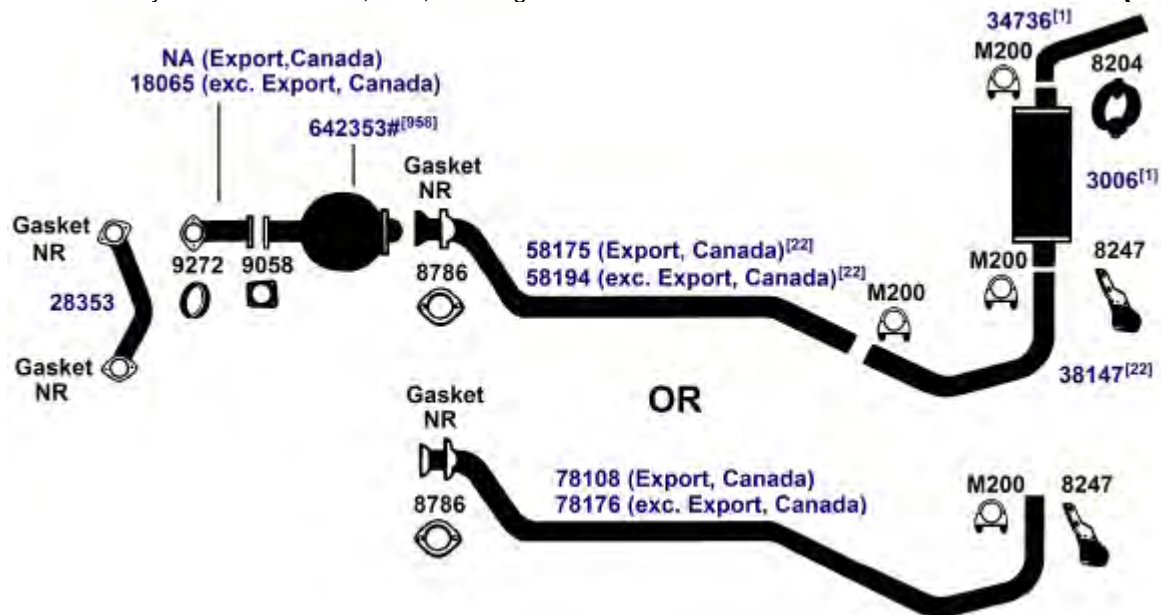 34736[1]
NA (Export,Canada)
18065 (exc. Export, Canada)
M200
8204
642353#[958]
Gasket
NR
3006[1]
Gasket
NR
9272
9058
8786
58175 (Export, Canada)[22]
58194 (exc. Export, Canada)[22]
M200
M200
8247
28353
Gasket
NR
38147[22]
OR
Gasket
NR
8786
78108 (Export, Canada)
78176 (exc. Export, Canada)
M200
8247